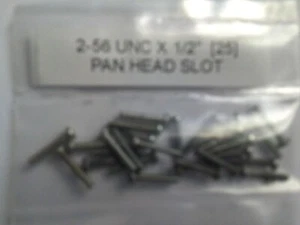 2-56 UNC X 1/2" [25]
PAN HEAD SLOT